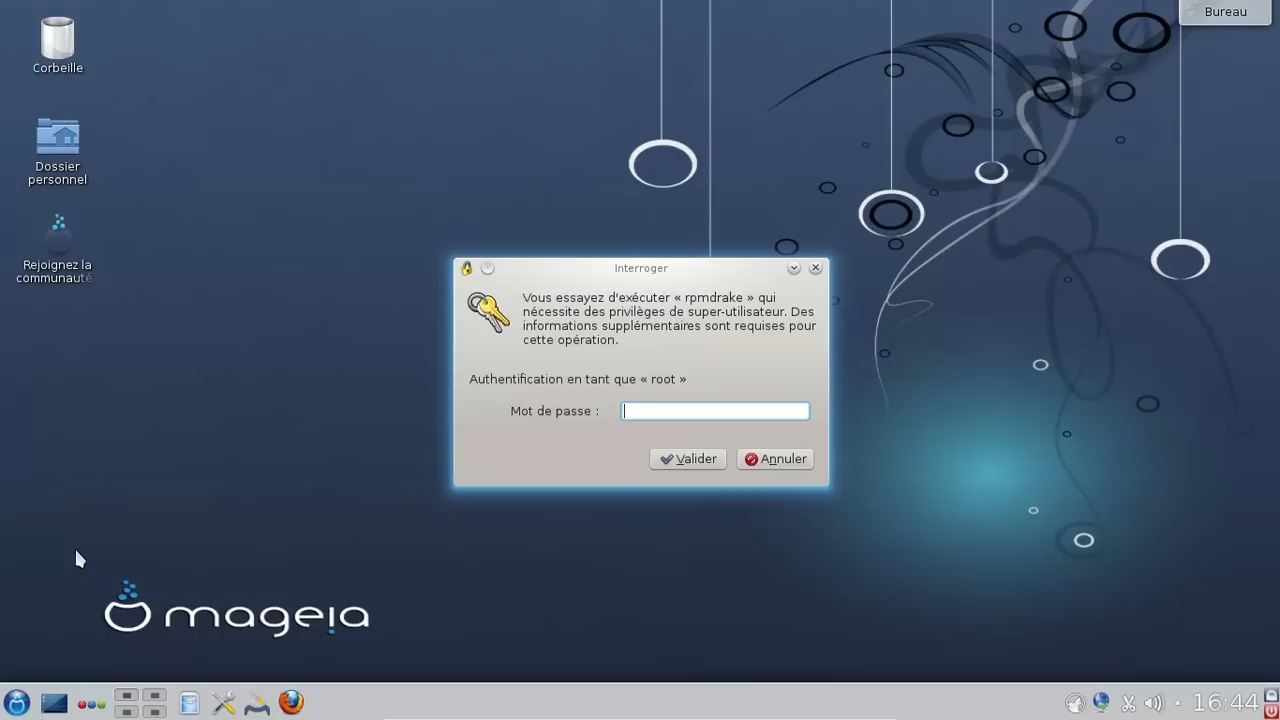 Bureau
Corbeille
Dossier
personnel
Rejoignez la
communauté
Interroger
Vous essayez d'exécuter « rpmdrake » qui
nécessite des privilèges de super-utilisateur. Des
informations supplémentaires sont requises pour
cette opération.
Authentification en tant que « root »
Mot de passe :
Valider
Annuler
mageia
16:44